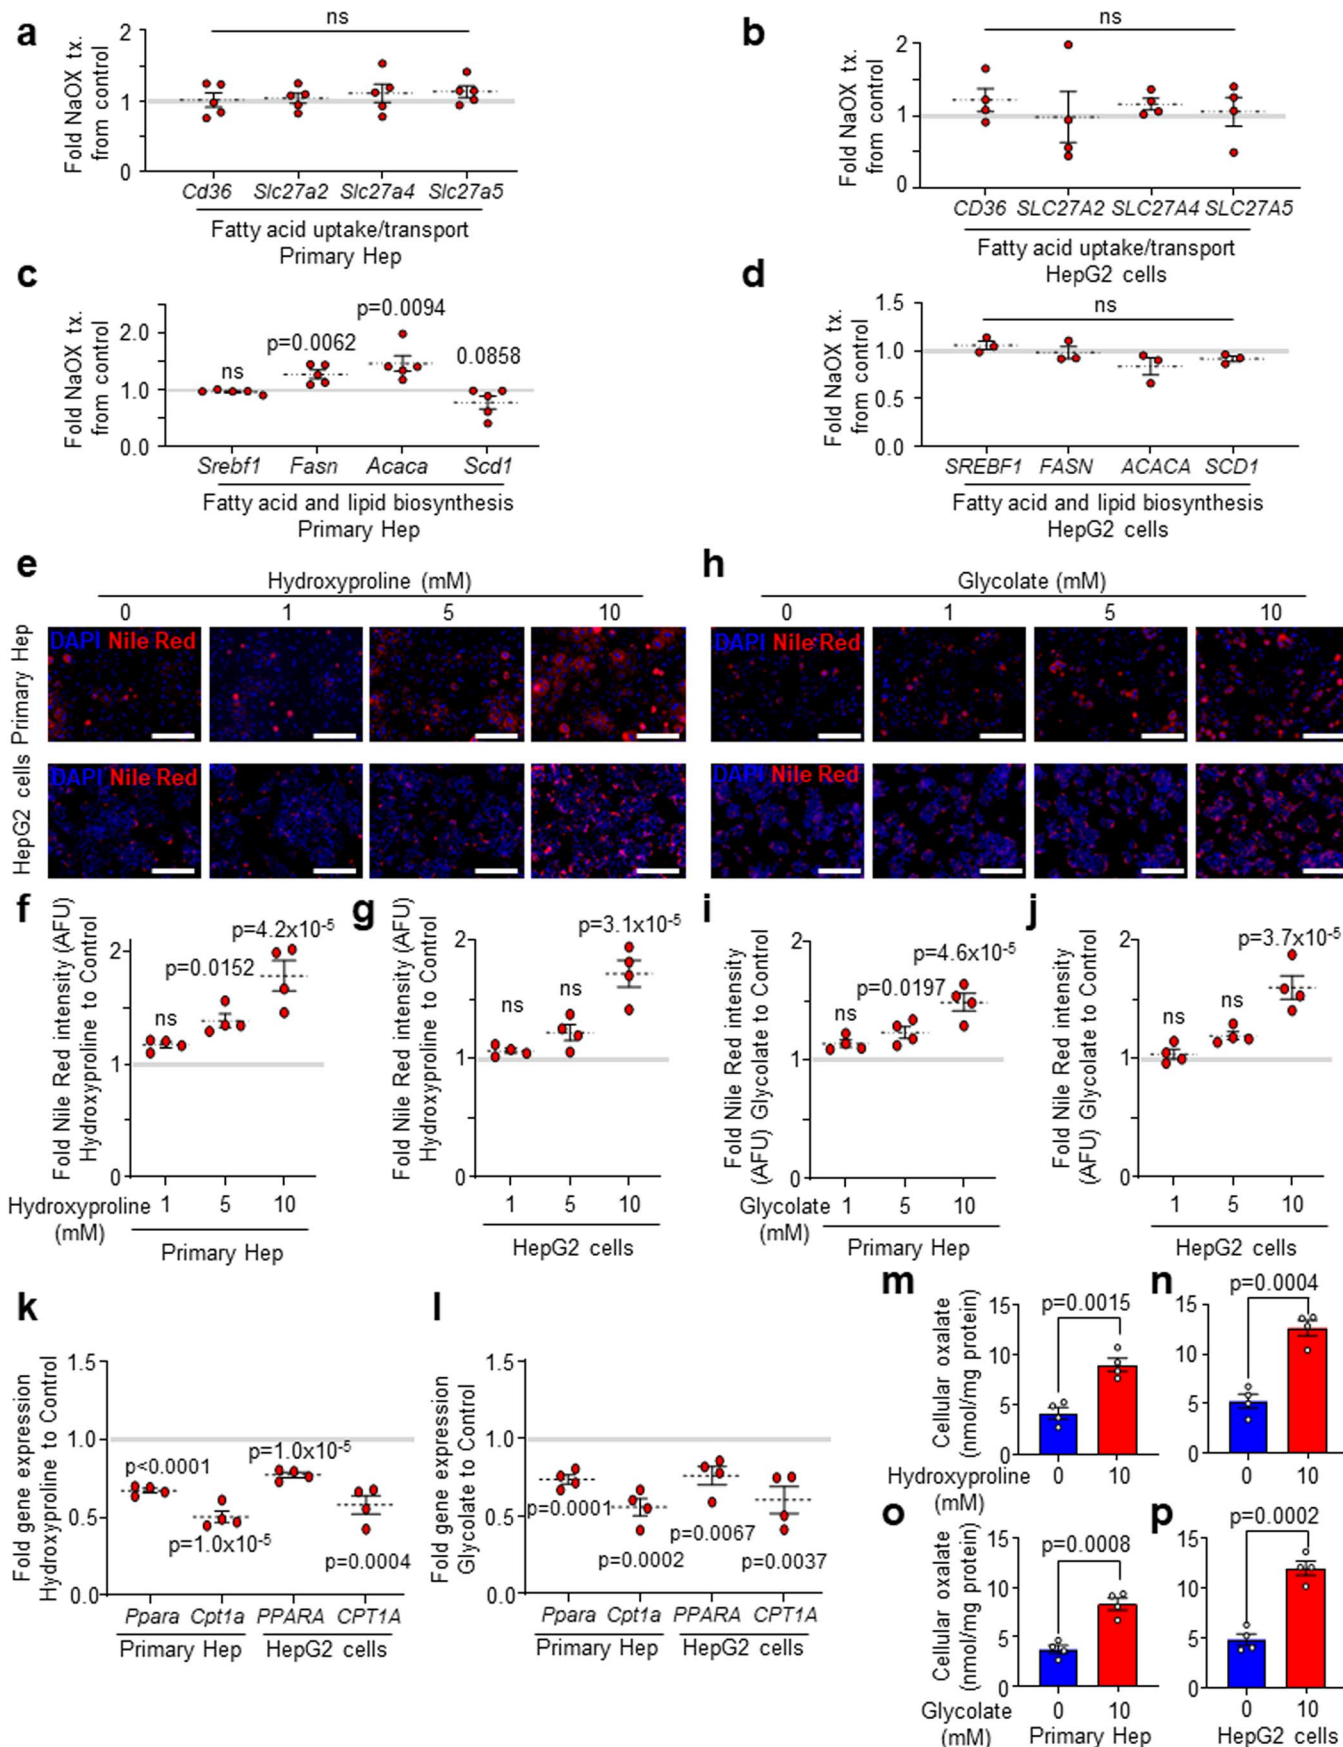 a
ns
Fold NaOX tx.
from control
2
1
0
Cd36 Slc27a2 Slc27a4 Slc27a5
Fatty acid uptake/transport
Primary Hep
b
ns
Fold NaOX tx.
from control
2
1
0
CD36 SLC27A2 SLC27A4 SLC27A5
Fatty acid uptake/transport
HepG2 cells
c
Fold NaOX tx.
from control
2.0
1.0
0.0
ns
p=0.0062
p=0.0094
0.0858
Srebf1 Fasn Acaca Scd1
Fatty acid and lipid biosynthesis
Primary Hep
d
ns
Fold NaOX tx.
from control
1.5
1.0
0.5
0.0
SREBF1 FASN ACACA SCD1
Fatty acid and lipid biosynthesis
HepG2 cells
e
Hydroxyproline (mM)
0 1 5 10
Primary Hep
DAPI Nile Red
HepG2 cells
DAPI Nile Red
h
Glycolate (mM)
0 1 5 10
DAPI Nile Red
DAPI Nile Red
f
Fold Nile Red intensity (AFU)
Hydroxyproline to Control
2
1
0
ns
p=0.0152
p=4.2x10-5
Hydroxyproline
(mM)
1 5 10
Primary Hep
g
Fold Nile Red intensity (AFU)
Hydroxyproline to Control
2
1
0
ns
ns
p=3.1x10-5
1 5 10
HepG2 cells
i
Fold Nile Red intensity
(AFU) Glycolate to Control
2
1
0
ns
p=0.0197
p=4.6x10-5
Glycolate
(mM)
1 5 10
Primary Hep
j
Fold Nile Red intensity
(AFU) Glycolate to Control
2
1
0
ns
ns
p=3.7x10-5
1 5 10
HepG2 cells
k
Fold gene expression
Hydroxyproline to Control
1.5
1.0
0.5
0.0
p<0.0001
p=1.0x10-5
p=1.0x10-5
p=0.0004
Ppara Cpt1a PPARA CPT1A
Primary Hep HepG2 cells
l
Fold gene expression
Glycolate to Control
1.5
1.0
0.5
0.0
p=0.0001
p=0.0002
p=0.0067
p=0.0037
Ppara Cpt1a PPARA CPT1A
Primary Hep HepG2 cells
m
Cellular oxalate
(nmol/mg protein)
15
10
5
0
p=0.0015
Hydroxyproline
(mM)
0 10
n
15
10
5
0
p=0.0004
0 10
o
Cellular oxalate
(nmol/mg protein)
15
10
5
0
p=0.0008
Glycolate
(mM)
0 10
Primary Hep
p
15
10
5
0
p=0.0002
0 10
HepG2 cells